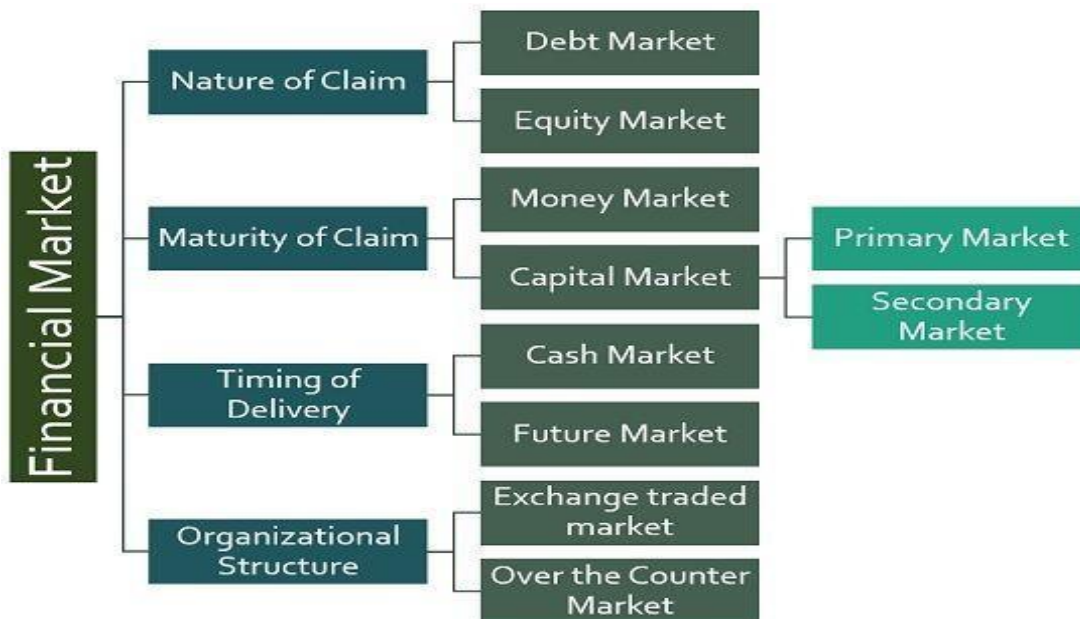 Financial Market
Nature of Claim
Debt Market
Equity Market
Maturity of Claim
Money Market
Capital Market
Primary Market
Secondary
Market
Timing of
Delivery
Cash Market
Future Market
Organizational
Structure
Exchange traded
market
Over the Counter
Market